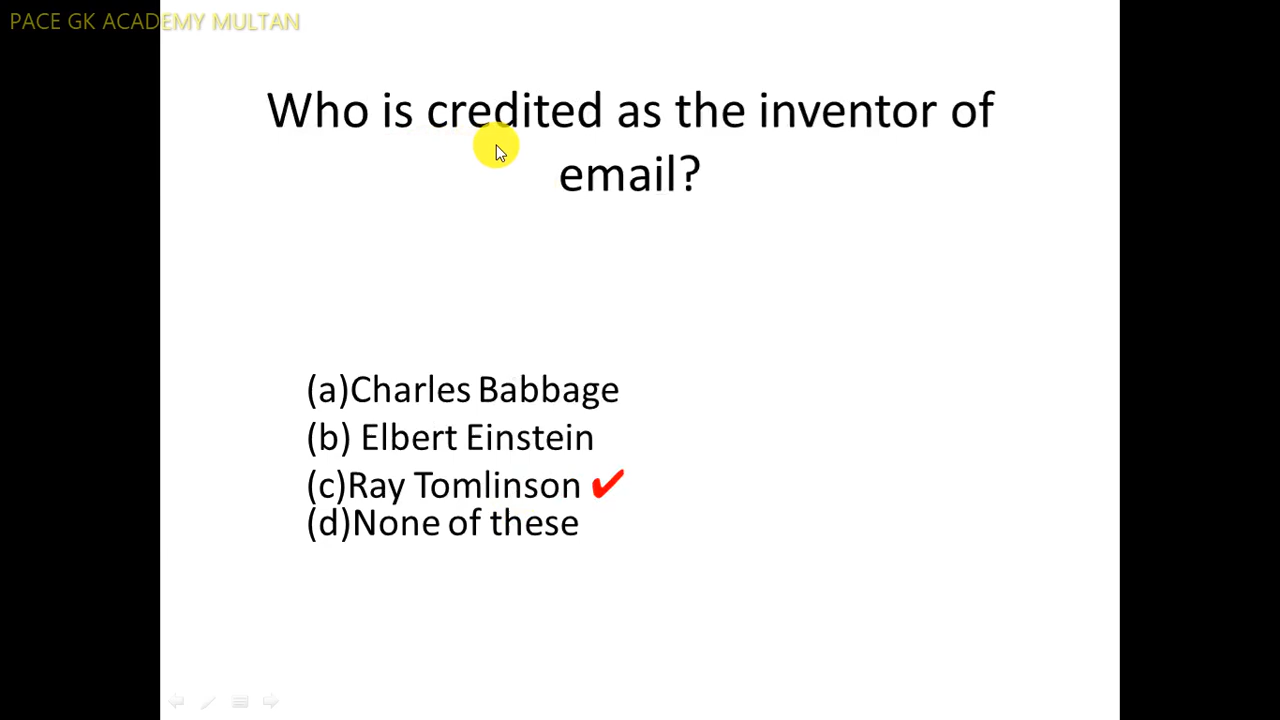 PACE GK ACADEMY MULTAN
Who is credited as the inventor of
email?
(a)Charles Babbage
(b) Elbert Einstein
(c)Ray Tomlinson ✔
(d)None of these